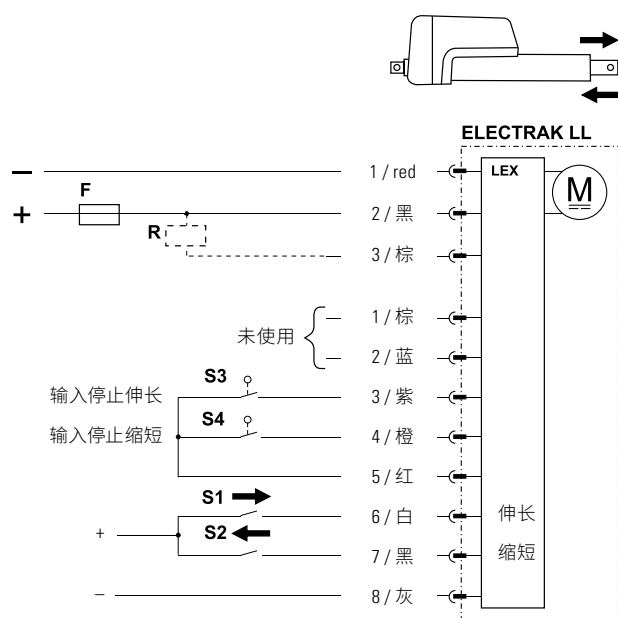 ELECTRAK LL
− 1 / red LEX M
F
+ 2 / 黑
R
3 / 棕
1 / 棕
未使用
2 / 蓝
S3
输入停止伸长 3 / 紫
S4
输入停止缩短 4 / 橙
5 / 红
S1
6 / 白 伸长
+ S2
7 / 黑 缩短
− 8 / 灰